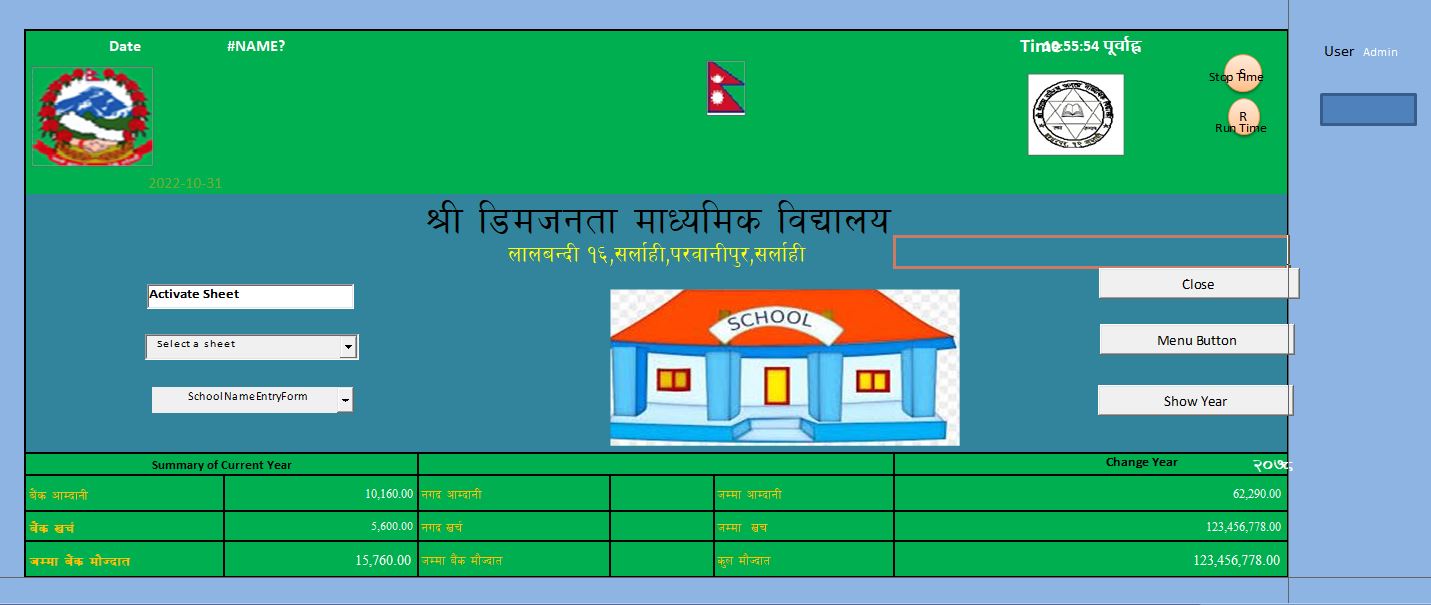 Date #NAME? Time 10:55:54 पूर्वाह्न
User Admin
Stop Time
R
Run Time
2022-10-31
श्री डिमजनता माध्यमिक विद्यालय
लालबन्दी १६,सर्लाही,परवानीपुर,सर्लाही
Activate Sheet
SCHOOL
Close
Select a sheet
Menu Button
SchoolNameEntryForm
Show Year
Summary of Current Year Change Year २०७८
बैंक आम्दानी 10,160.00 नगद आम्दानी जम्मा आम्दानी 62,290.00
बैंक खर्च 5,600.00 नगद खर्च जम्मा खच 123,456,778.00
जम्मा बैंक मौज्दात 15,760.00 जम्मा बैंक मौज्दात कुल मौज्दात 123,456,778.00